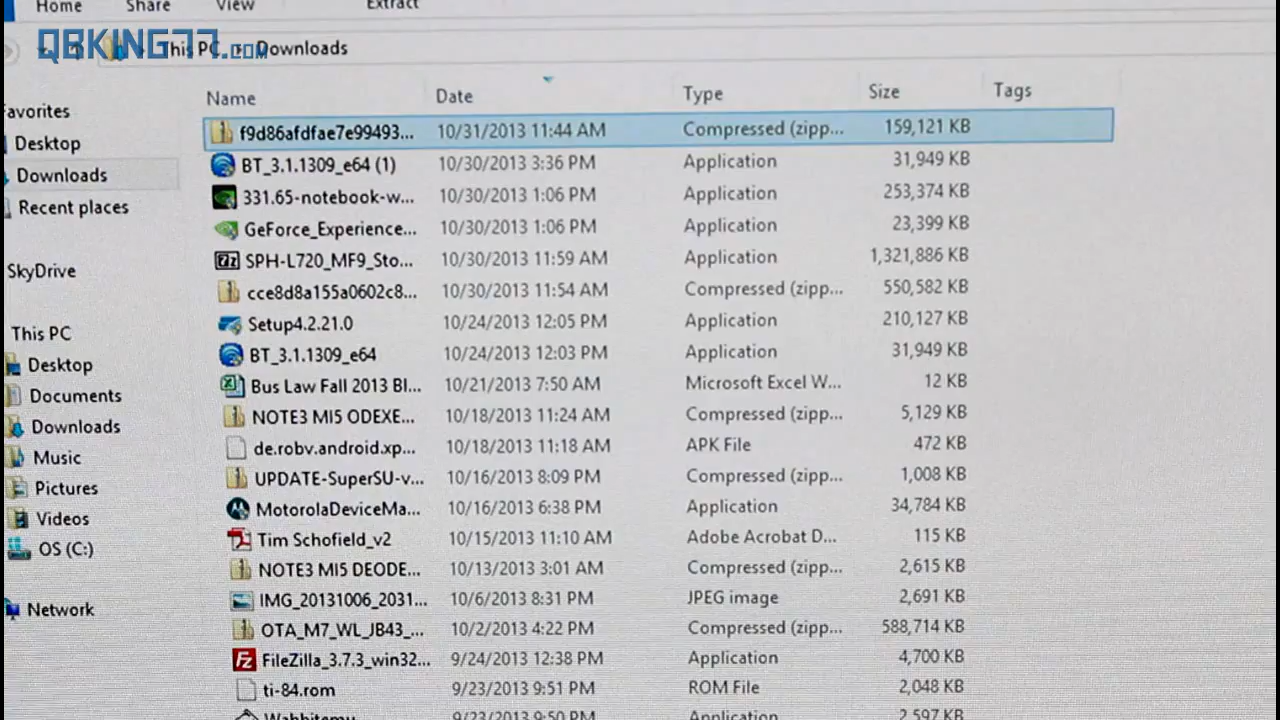 Home Share View Extract
QBKING77.COM This PC Downloads
Favorites
Desktop
Downloads
Recent places
SkyDrive
This PC
Desktop
Documents
Downloads
Music
Pictures
Videos
OS (C:)
Network
Name Date Type Size Tags
f9d86afdfae7e99493... 10/31/2013 11:44 AM Compressed (zipp... 159,121 KB
BT_3.1.1309_e64 (1) 10/30/2013 3:36 PM Application 31,949 KB
331.65-notebook-w... 10/30/2013 1:06 PM Application 253,374 KB
GeForce_Experience... 10/30/2013 1:06 PM Application 23,399 KB
SPH-L720_MF9_Sto... 10/30/2013 11:59 AM Application 1,321,886 KB
cce8d8a155a0602c8... 10/30/2013 11:54 AM Compressed (zipp... 550,582 KB
Setup4.2.21.0 10/24/2013 12:05 PM Application 210,127 KB
BT_3.1.1309_e64 10/24/2013 12:03 PM Application 31,949 KB
Bus Law Fall 2013 Bl... 10/21/2013 7:50 AM Microsoft Excel W... 12 KB
NOTE3 MI5 ODEXE... 10/18/2013 11:24 AM Compressed (zipp... 5,129 KB
de.robv.android.xp... 10/18/2013 11:18 AM APK File 472 KB
UPDATE-SuperSU-v... 10/16/2013 8:09 PM Compressed (zipp... 1,008 KB
MotorolaDeviceMa... 10/16/2013 6:38 PM Application 34,784 KB
Tim Schofield_v2 10/15/2013 11:10 AM Adobe Acrobat D... 115 KB
NOTE3 MI5 DEODE... 10/13/2013 3:01 AM Compressed (zipp... 2,615 KB
IMG_20131006_2031... 10/6/2013 8:31 PM JPEG image 2,691 KB
OTA_M7_WL_JB43_... 10/2/2013 4:22 PM Compressed (zipp... 588,714 KB
FileZilla_3.7.3_win32... 9/24/2013 12:38 PM Application 4,700 KB
ti-84.rom 9/23/2013 9:51 PM ROM File 2,048 KB
Wabbitemu 9/23/2013 9:50 PM Application 2,597 KB